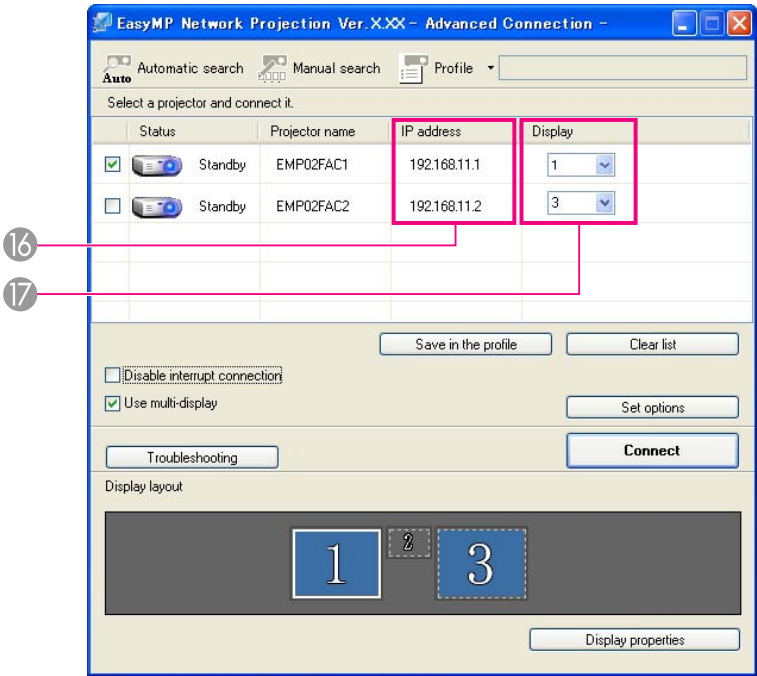 EasyMP Network Projection Ver.X.XX - Advanced Connection -
Auto Automatic search Manual search Profile
Select a projector and connect it.
Status Projector name IP address Display
Standby EMP02FAC1 192.168.11.1 1
Standby EMP02FAC2 192.168.11.2 3
16
17
Save in the profile Clear list
Disable interrupt connection
Use multi-display
Set options
Troubleshooting Connect
Display layout
1 2 3
Display properties